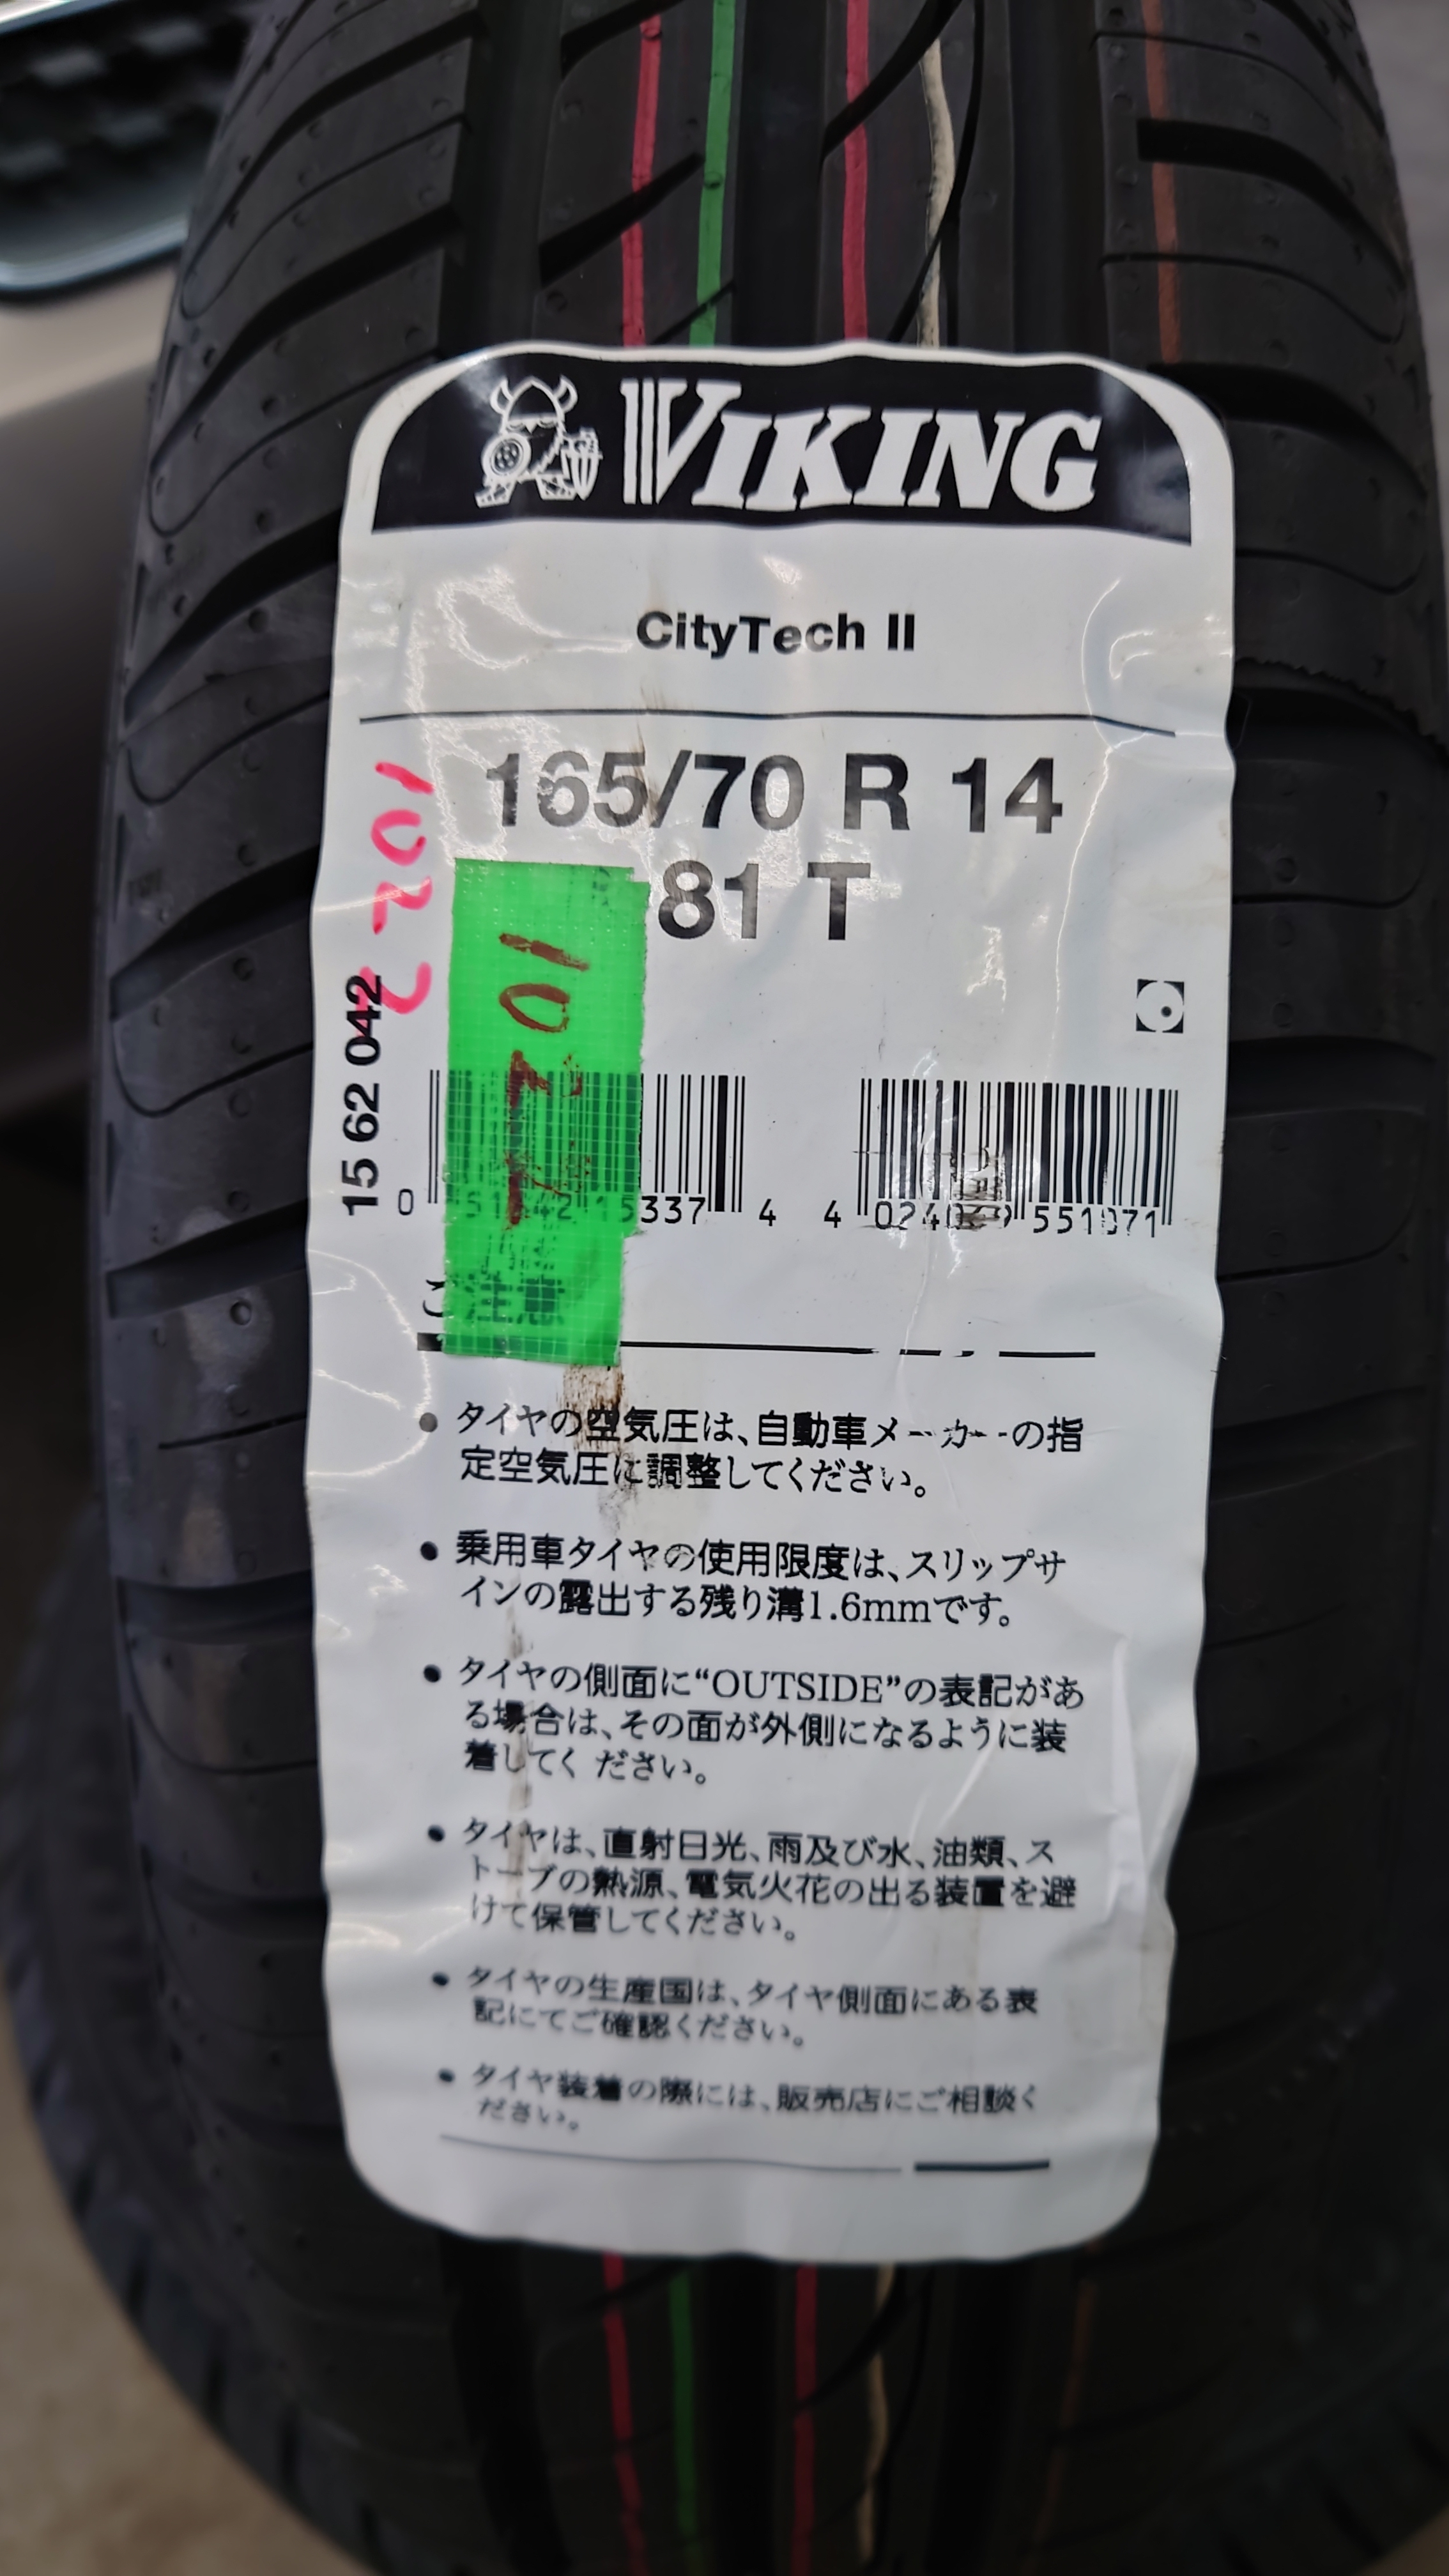 VIKING
CityTech II
165/70 R 14
81 T
15 62 042
337 4
4 551071
ご注意
• タイヤの空気圧は、自動車メーカーの指
定空気圧に調整してください。
• 乗用車タイヤの使用限度は、スリップサ
インの露出する残り溝1.6mmです。
• タイヤの側面に“OUTSIDE”の表記があ
る場合は、その面が外側になるように装
着してく ださい。
• タイヤは、直射日光、雨及び水、油類、ス
トーブの熱源、電気火花の出る装置を避
けて保管してください。
• タイヤの生産国は、タイヤ側面にある表
記にてご確認ください。
• タイヤ装着の際には、販売店にご相談く
ださい。